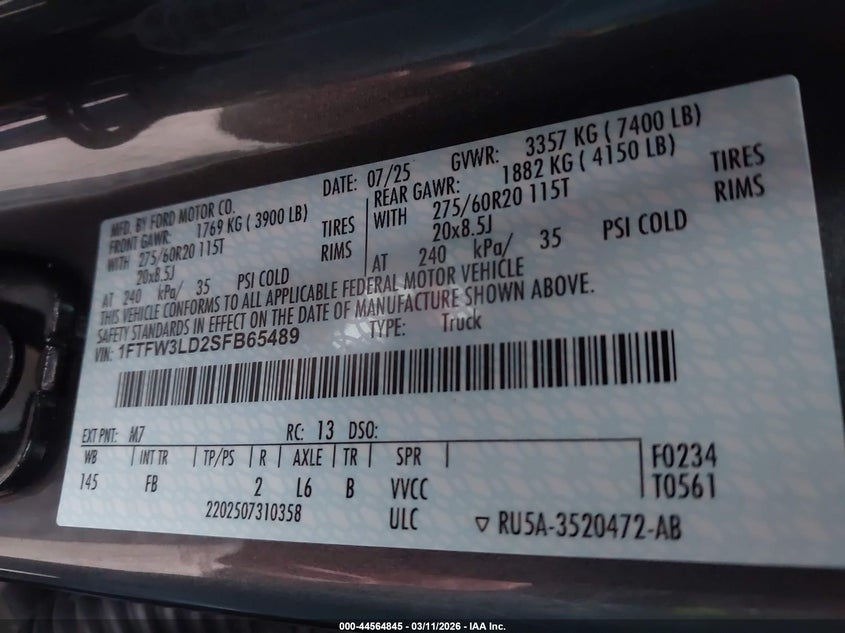 MFD. BY FORD MOTOR CO.
DATE: 07/25 GVWR: 3357 KG ( 7400 LB)
FRONT GAWR: 1769 KG ( 3900 LB)
REAR GAWR: 1882 KG ( 4150 LB)
WITH 275/60R20 115T TIRES
WITH 275/60R20 115T TIRES
20x8.5J RIMS
20x8.5J RIMS
AT 240 kPa/ 35 PSI COLD
AT 240 kPa/ 35 PSI COLD
THIS VEHICLE CONFORMS TO ALL APPLICABLE FEDERAL MOTOR VEHICLE
SAFETY STANDARDS IN EFFECT ON THE DATE OF MANUFACTURE SHOWN ABOVE.
VIN: 1FTFW3LD2SFB65489 TYPE: Truck
EXT PNT: M7 RC: 13 DSO:
WB | INT TR | TP/PS | R | AXLE | TR | SPR | F0234
145 FB 2 L6 B VVCC T0561
2202507310358 ULC ▽ RU5A-3520472-AB
000-44564845 | 03/11/2026 | © IAA Inc.